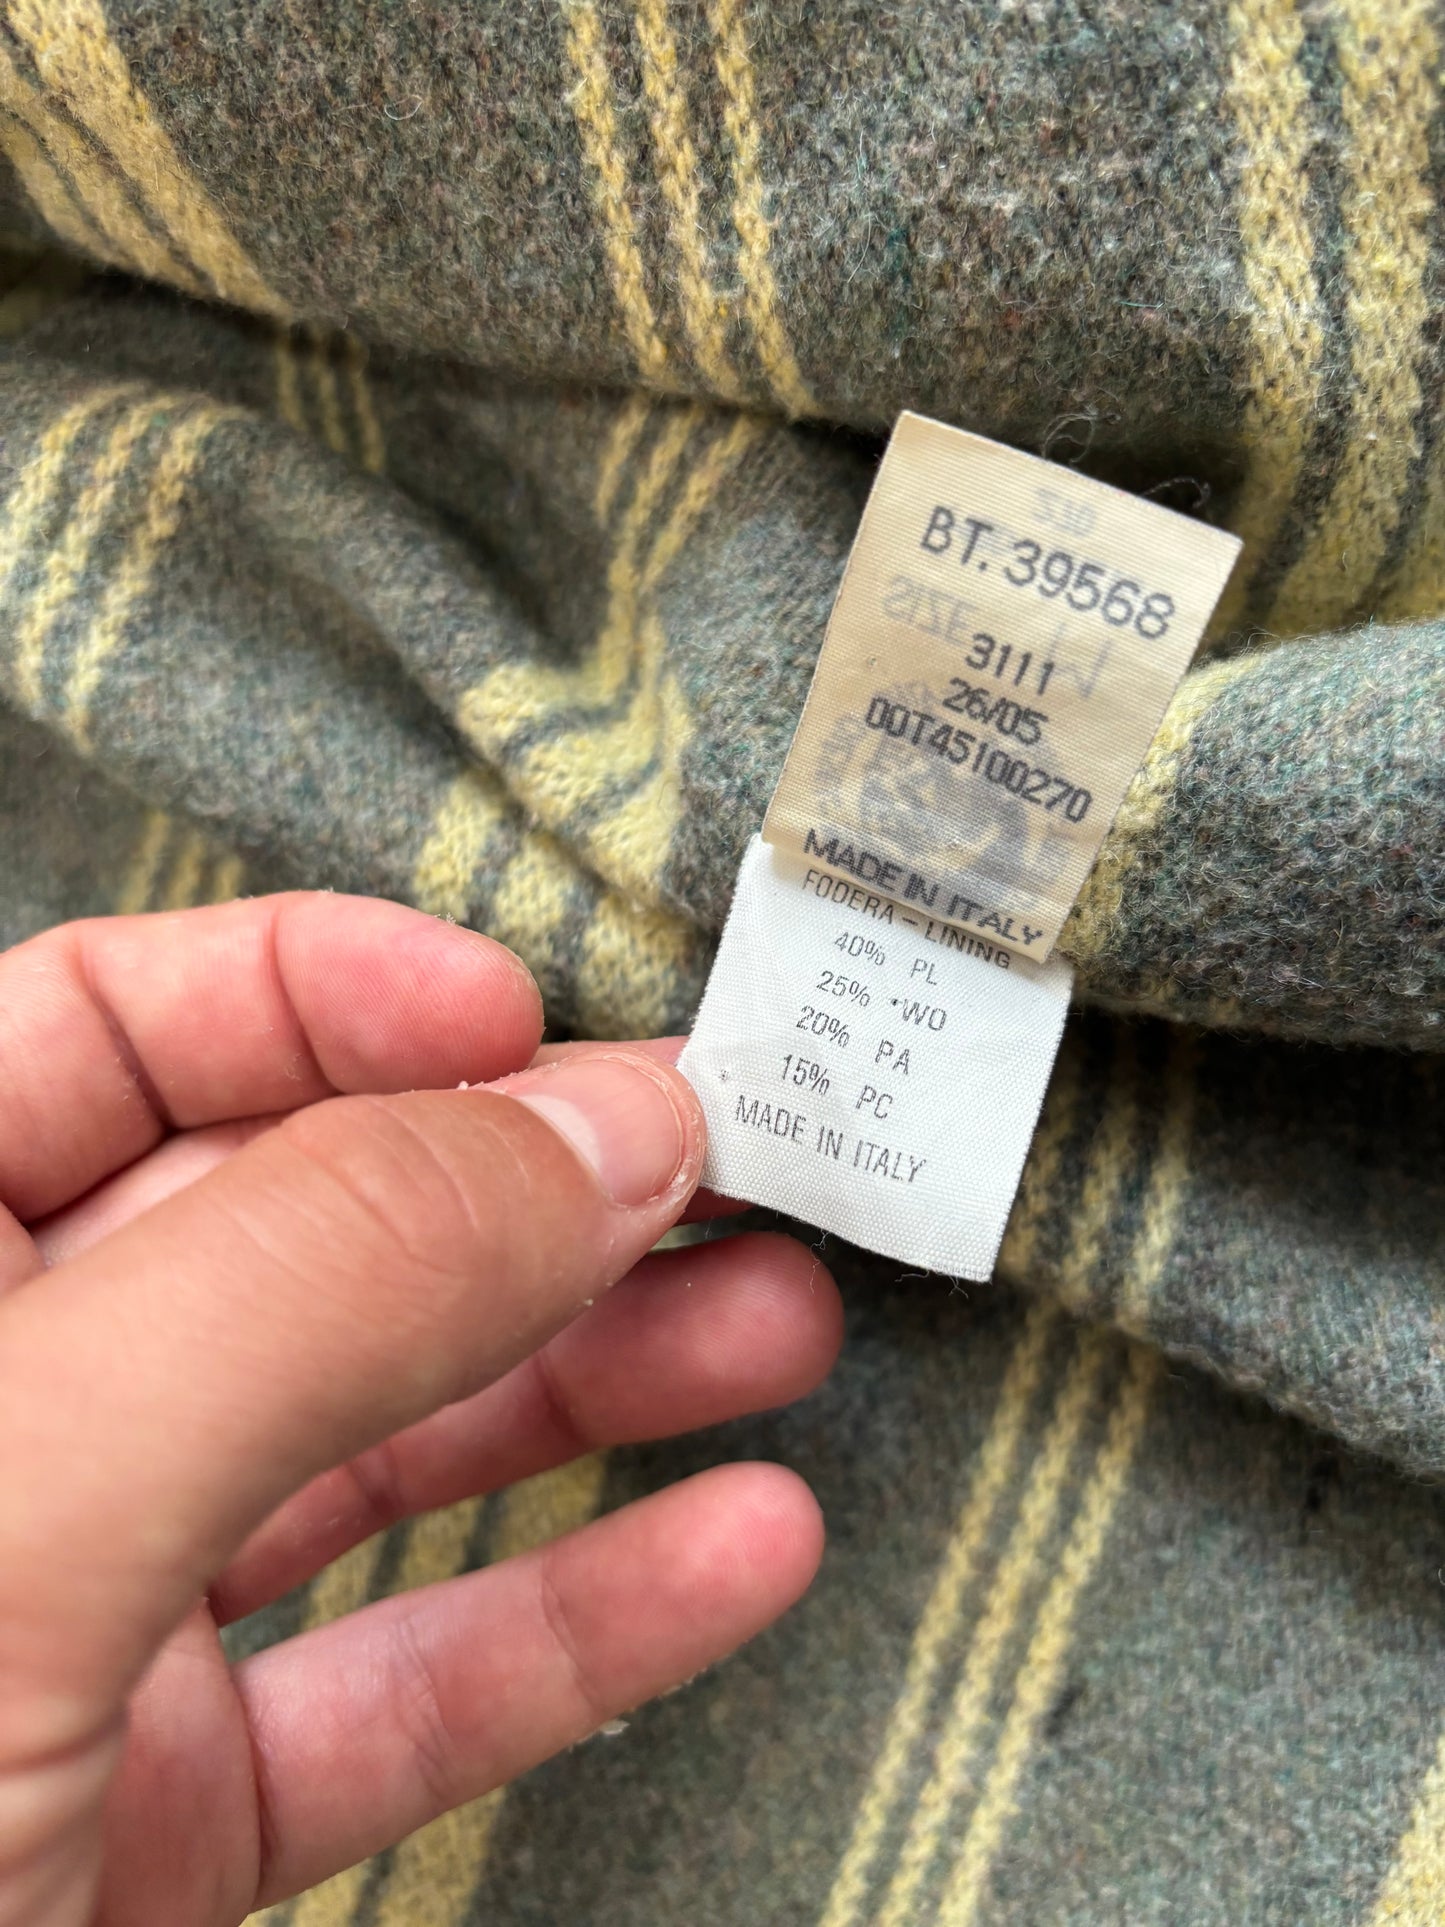 BT. 39568
3111
26/05
00T45100270
MADE IN ITALY
FODERA - LINING
40% PL
25% WO
20% PA
15% PC
MADE IN ITALY